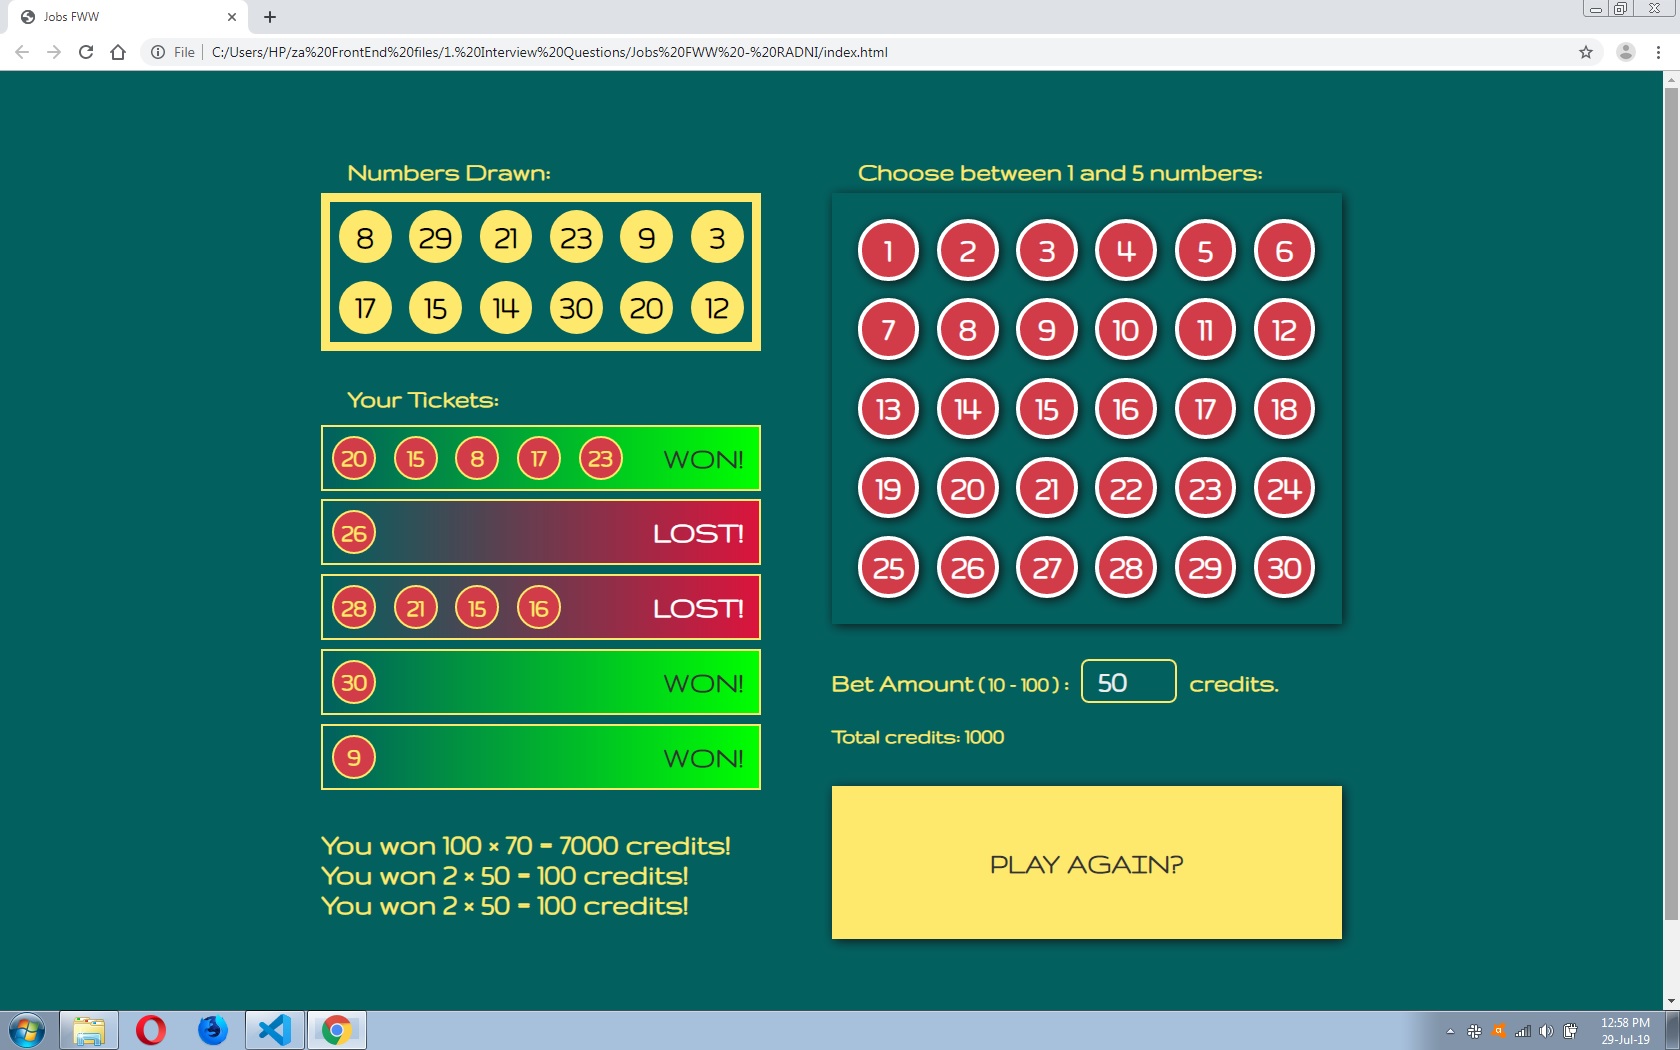 Jobs FWW
File C:/Users/HP/za%20FrontEnd%20files/1.%20Interview%20Questions/Jobs%20FWW%20-%20RADNI/index.html
Numbers Drawn:
8 29 21 23 9 3
17 15 14 30 20 12
Your Tickets:
20 15 8 17 23 WON!
26 LOST!
28 21 15 16 LOST!
30 WON!
9 WON!
You won 100 × 70 = 7000 credits!
You won 2 × 50 = 100 credits!
You won 2 × 50 = 100 credits!
Choose between 1 and 5 numbers:
1 2 3 4 5 6
7 8 9 10 11 12
13 14 15 16 17 18
19 20 21 22 23 24
25 26 27 28 29 30
Bet Amount ( 10 - 100 ) : 50 credits.
Total credits: 1000
PLAY AGAIN?
12:58 PM
29-Jul-19